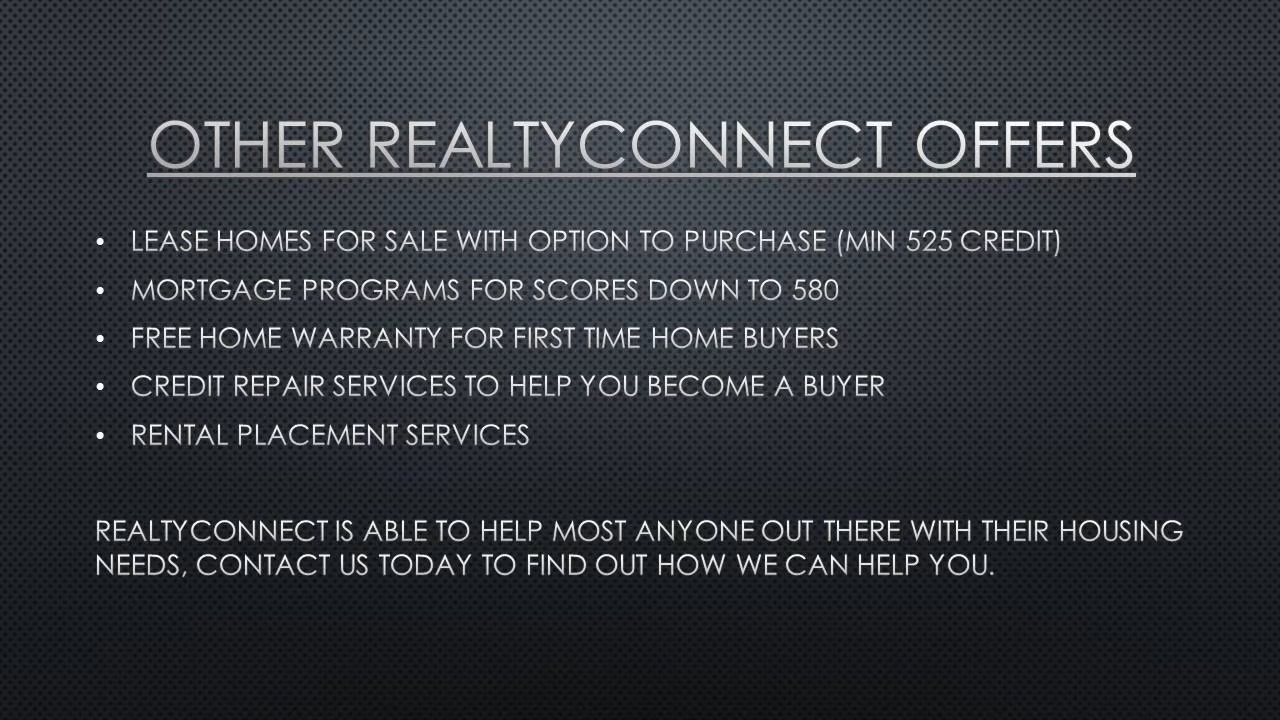 OTHER REALTYCONNECT OFFERS
• LEASE HOMES FOR SALE WITH OPTION TO PURCHASE (MIN 525 CREDIT)
• MORTGAGE PROGRAMS FOR SCORES DOWN TO 580
• FREE HOME WARRANTY FOR FIRST TIME HOME BUYERS
• CREDIT REPAIR SERVICES TO HELP YOU BECOME A BUYER
• RENTAL PLACEMENT SERVICES
REALTYCONNECT IS ABLE TO HELP MOST ANYONE OUT THERE WITH THEIR HOUSING
NEEDS, CONTACT US TODAY TO FIND OUT HOW WE CAN HELP YOU.